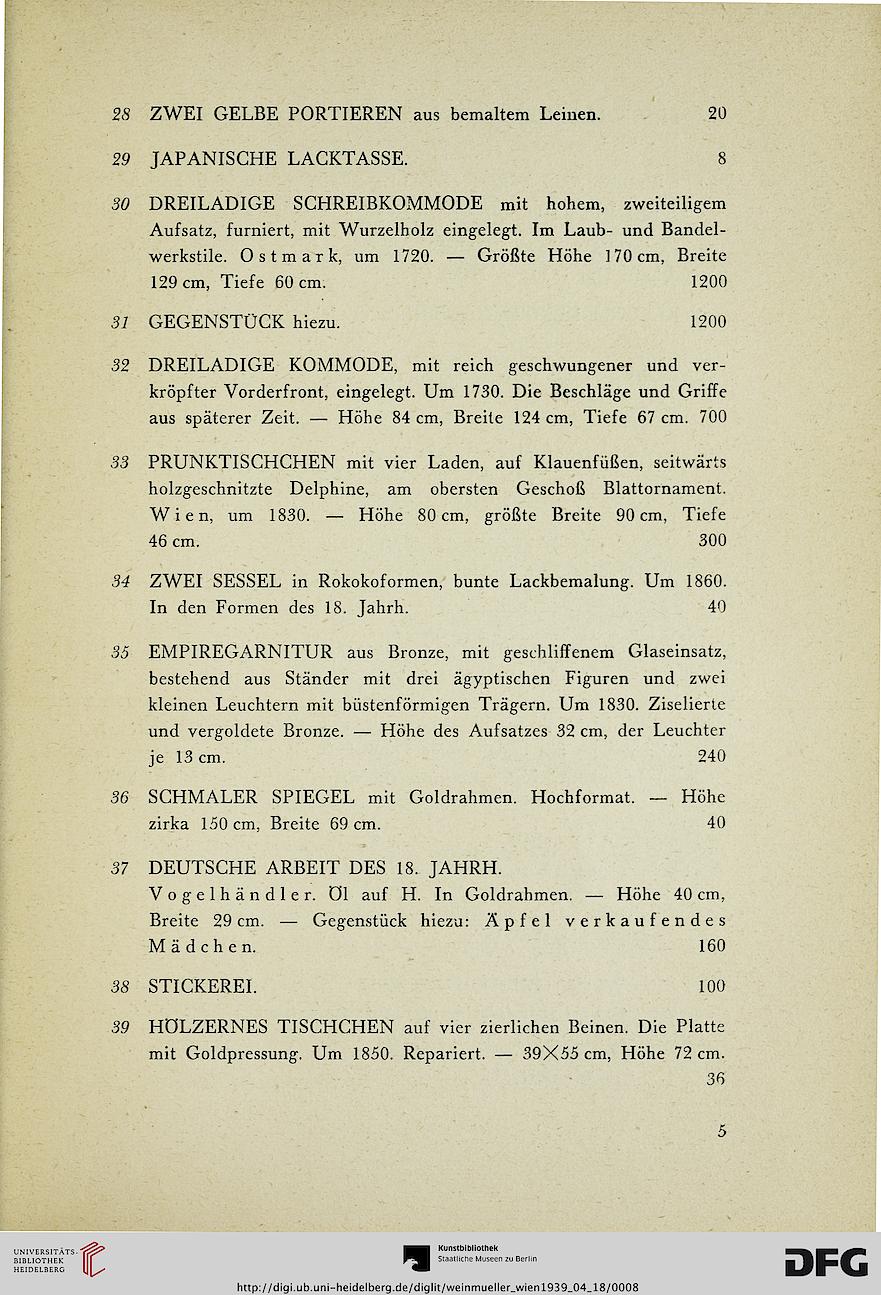 28 ZWEI GELBE PORTIEREN aus bemaltem Leinen. 20
29 JAPANISCHE LACKTASSE. 8
30 DREILADIGE SCHREIBKOMMODE mit hohem, zweiteiligem
Aufsatz, furniert, mit Wurzelholz eingelegt. Im Laub- und Bandel-
werkstile. Ostmark, um 1720. — Größte Höhe 170 cm, Breite
129 cm, Tiefe 60 cm. 1200
31 GEGENSTÜCK hiezu. 1200
32 DREILADIGE KOMMODE, mit reich geschwungener und ver-
kröpfter Vorderfront, eingelegt. Um 1730. Die Beschläge und Griffe
aus späterer Zeit. — Höhe 84 cm, Breite 124 cm, Tiefe 67 cm. 700
33 PRUNKTISCHCHEN mit vier Laden, auf Klauenfüßen, seitwärts
holzgeschnitzte Delphine, am obersten Geschoß Blattornament.
Wien, um 1830. — Höhe 80 cm, größte Breite 90 cm, Tiefe
46 cm. 300
34 ZWEI SESSEL in Rokokoformen, bunte Lackbemalung. Um 1860.
In den Formen des 18. Jahrh. 40
35 EMPIREGARNITUR aus Bronze, mit geschliffenem Glaseinsatz,
bestehend aus Ständer mit drei ägyptischen Figuren und zwei
kleinen Leuchtern mit büstenförmigen Trägern. Um 1830. Ziselierte
und vergoldete Bronze. — Höhe des Aufsatzes 32 cm, der Leuchter
je 13 cm. 240
36 SCHMALER SPIEGEL mit Goldrahmen. Hochformat. — Höhe
zirka 150 cm, Breite 69 cm. 40
37 DEUTSCHE ARBEIT DES 18. JAHRH.
Vogelhändler. Öl auf H. In Goldrahmen. — Höhe 40 cm,
Breite 29 cm. — Gegenstück hiezu: Äpfel verkaufendes
Mädchen. 160
38 STICKEREI. 100
39 HÖLZERNES TISCHCHEN auf vier zierlichen Beinen. Die Platte
mit Goldpressung. Um 1850. Repariert. — 39×55 cm, Höhe 72 cm.
36
5
UNIVERSITÄTS-
BIBLIOTHEK
HEIDELBERG
Kunstbibliothek
Staatliche Museen zu Berlin
DFG
http://digi.ub.uni-heidelberg.de/diglit/weinmueller_wien1939_04_18/0008